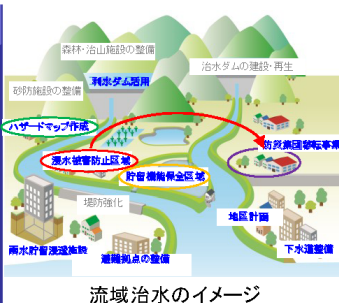 森林・治山施設の整備
治水ダムの建設・再生
利水ダム活用
砂防施設の整備
ハザードマップ作成
防災集団移転事業
浸水被害防止区域
貯留機能保全区域
堤防強化
地区計画
雨水貯留浸透施設
避難拠点の整備
下水道整備
流域治水のイメージ